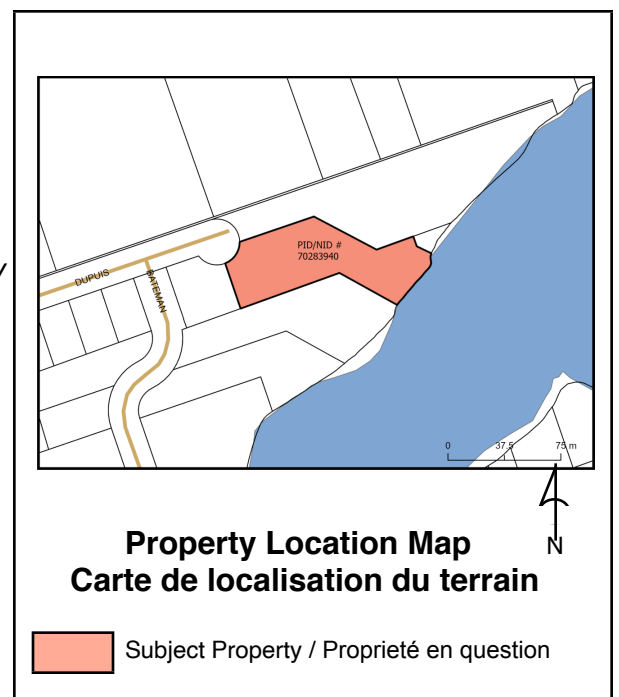 PID/NID #
70283940
DUPUIS
BATEMAN
0 37.5 75 m
N
Property Location Map
Carte de localisation du terrain
Subject Property / Proprieté en question